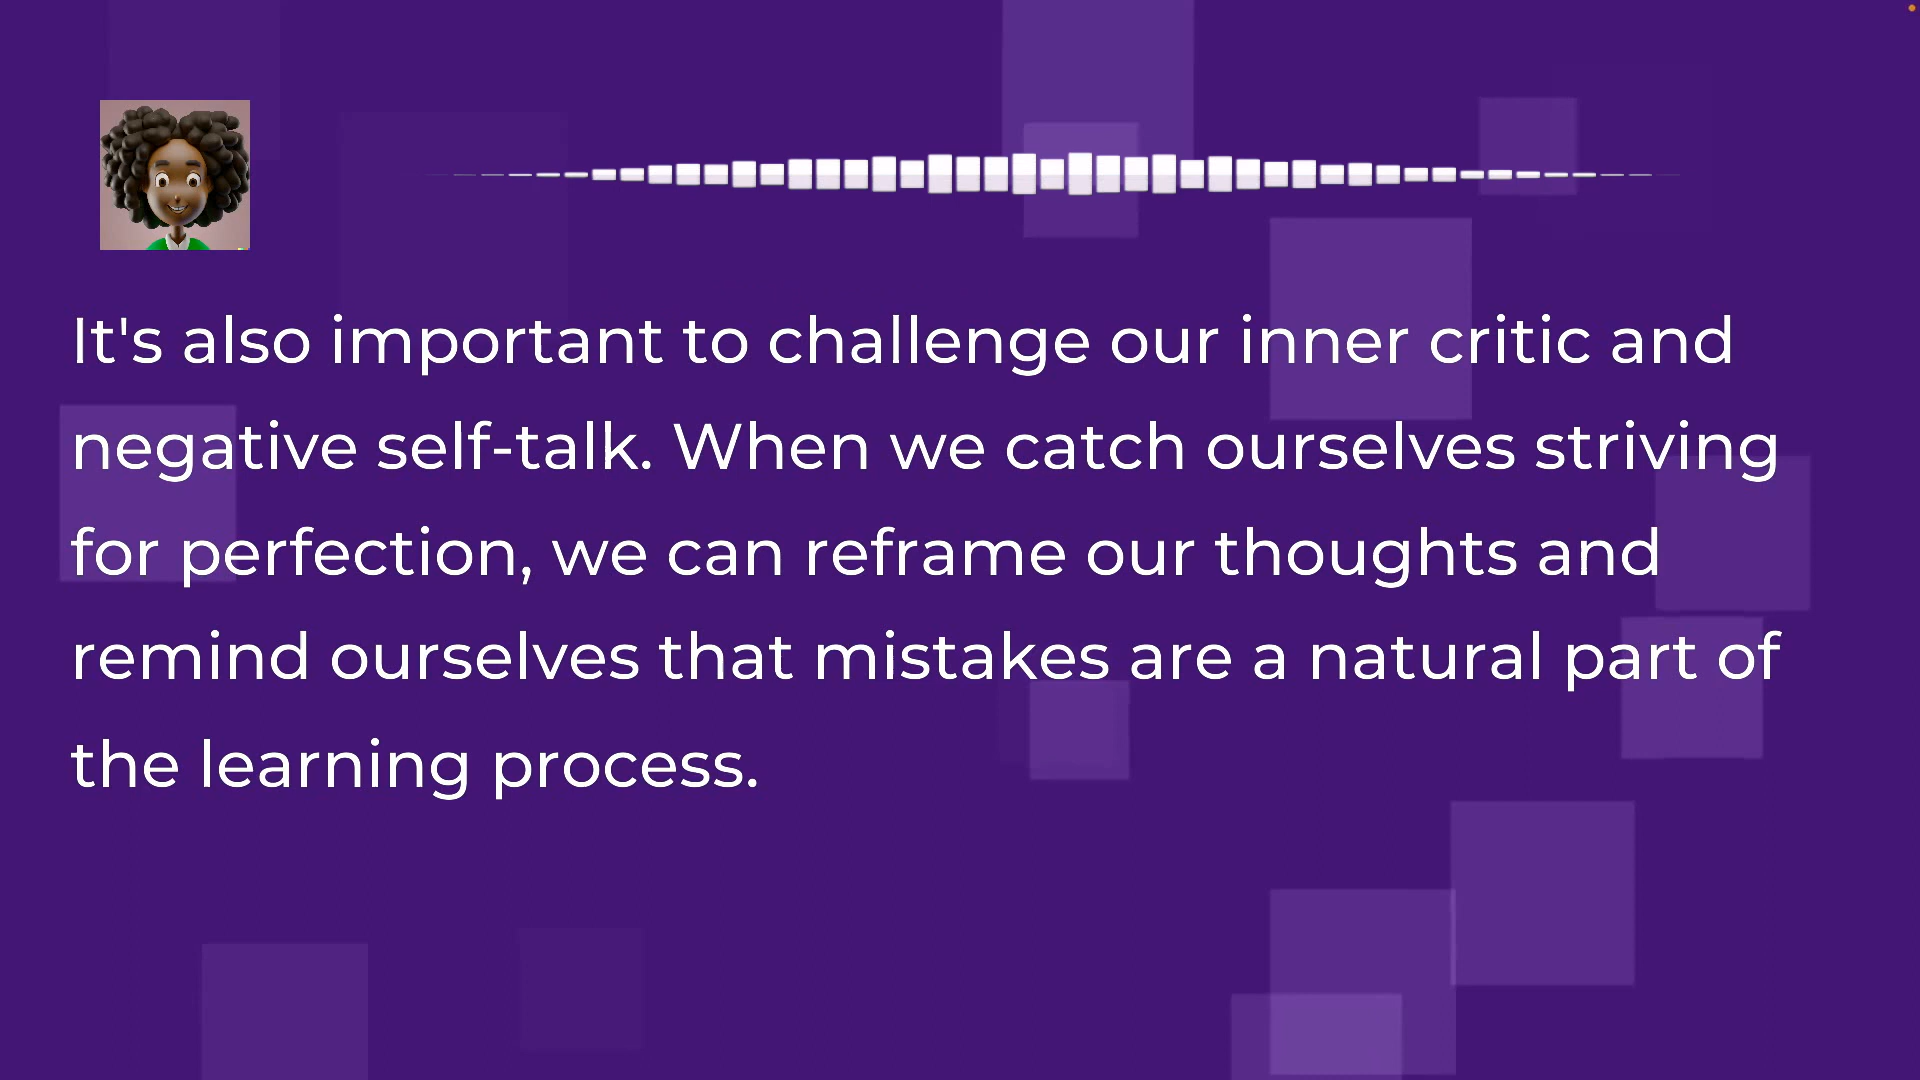 It's also important to challenge our inner critic and
negative self-talk. When we catch ourselves striving
for perfection, we can reframe our thoughts and
remind ourselves that mistakes are a natural part of
the learning process.